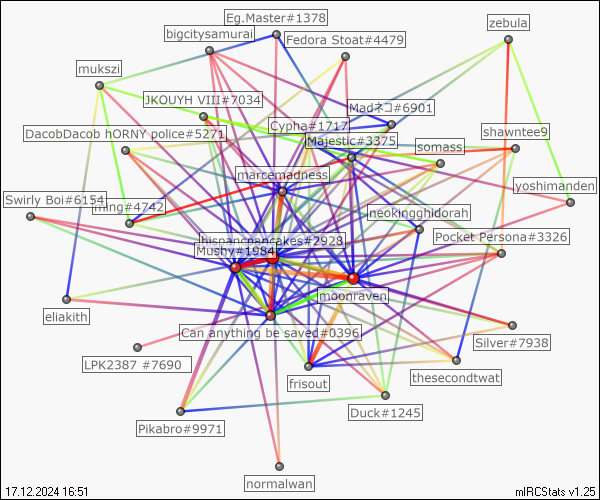 Eg.Master#1378
zebula
bigcitysamurai
Fedora Stoat#4479
mukszi
JKOUYH VIII#7034
Madネコ#6901
Cypha#1717
DacobDacob hORNY police#5271
shawntee9
Majestic#3375
somass
marcemadness
yoshimanden
Swirly Boi#6154
ming#4742
neokingghidorah
hispanicpancakes#2928
Pocket Persona#3326
Mushy#1984
moonraven
eliakith
Can anything be saved#0396
Silver#7938
LPK2387 #7690
frisout
thesecondtwat
Duck#1245
Pikabro#9971
normalwan
17.12.2024 16:51
mIRCStats v1.25